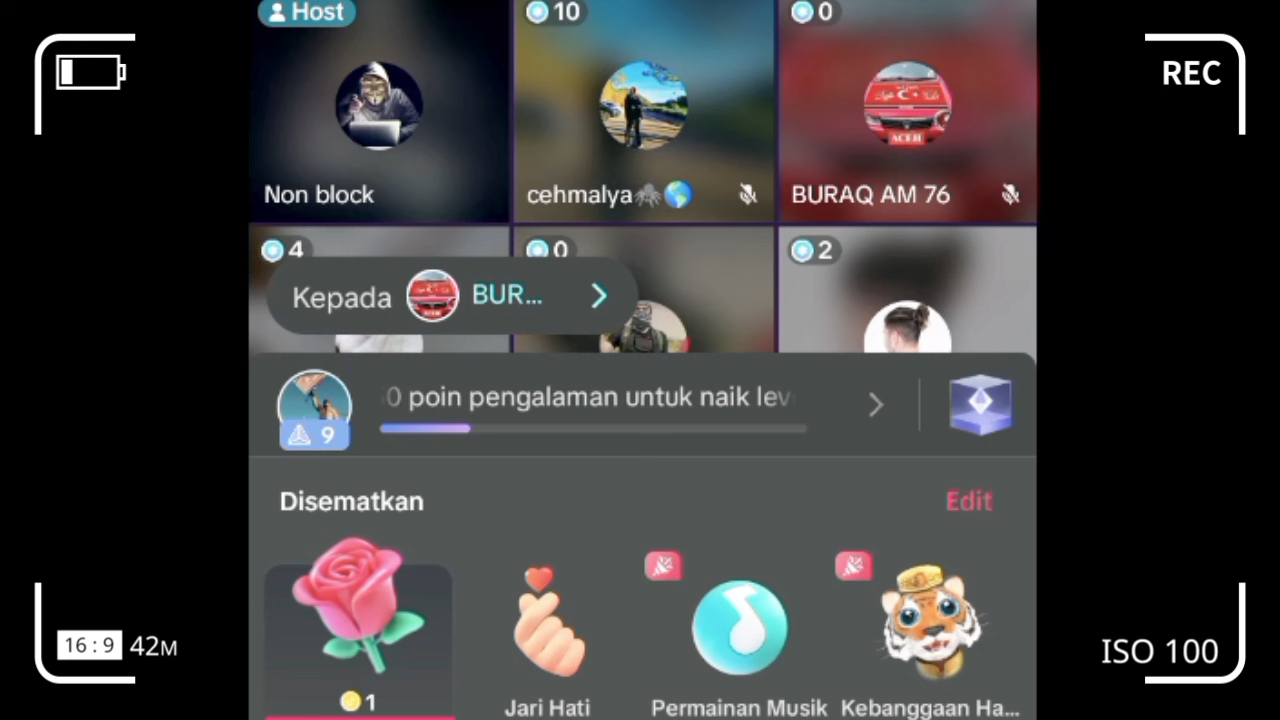 Host
10
0
REC
Non block
cehmalya
BURAQ AM 76
4
0
2
Kepada BUR...
0 poin pengalaman untuk naik lev
9
Disematkan
Edit
1
Jari Hati
Permainan Musik
Kebanggaan Ha...
16:9 42M
ISO 100